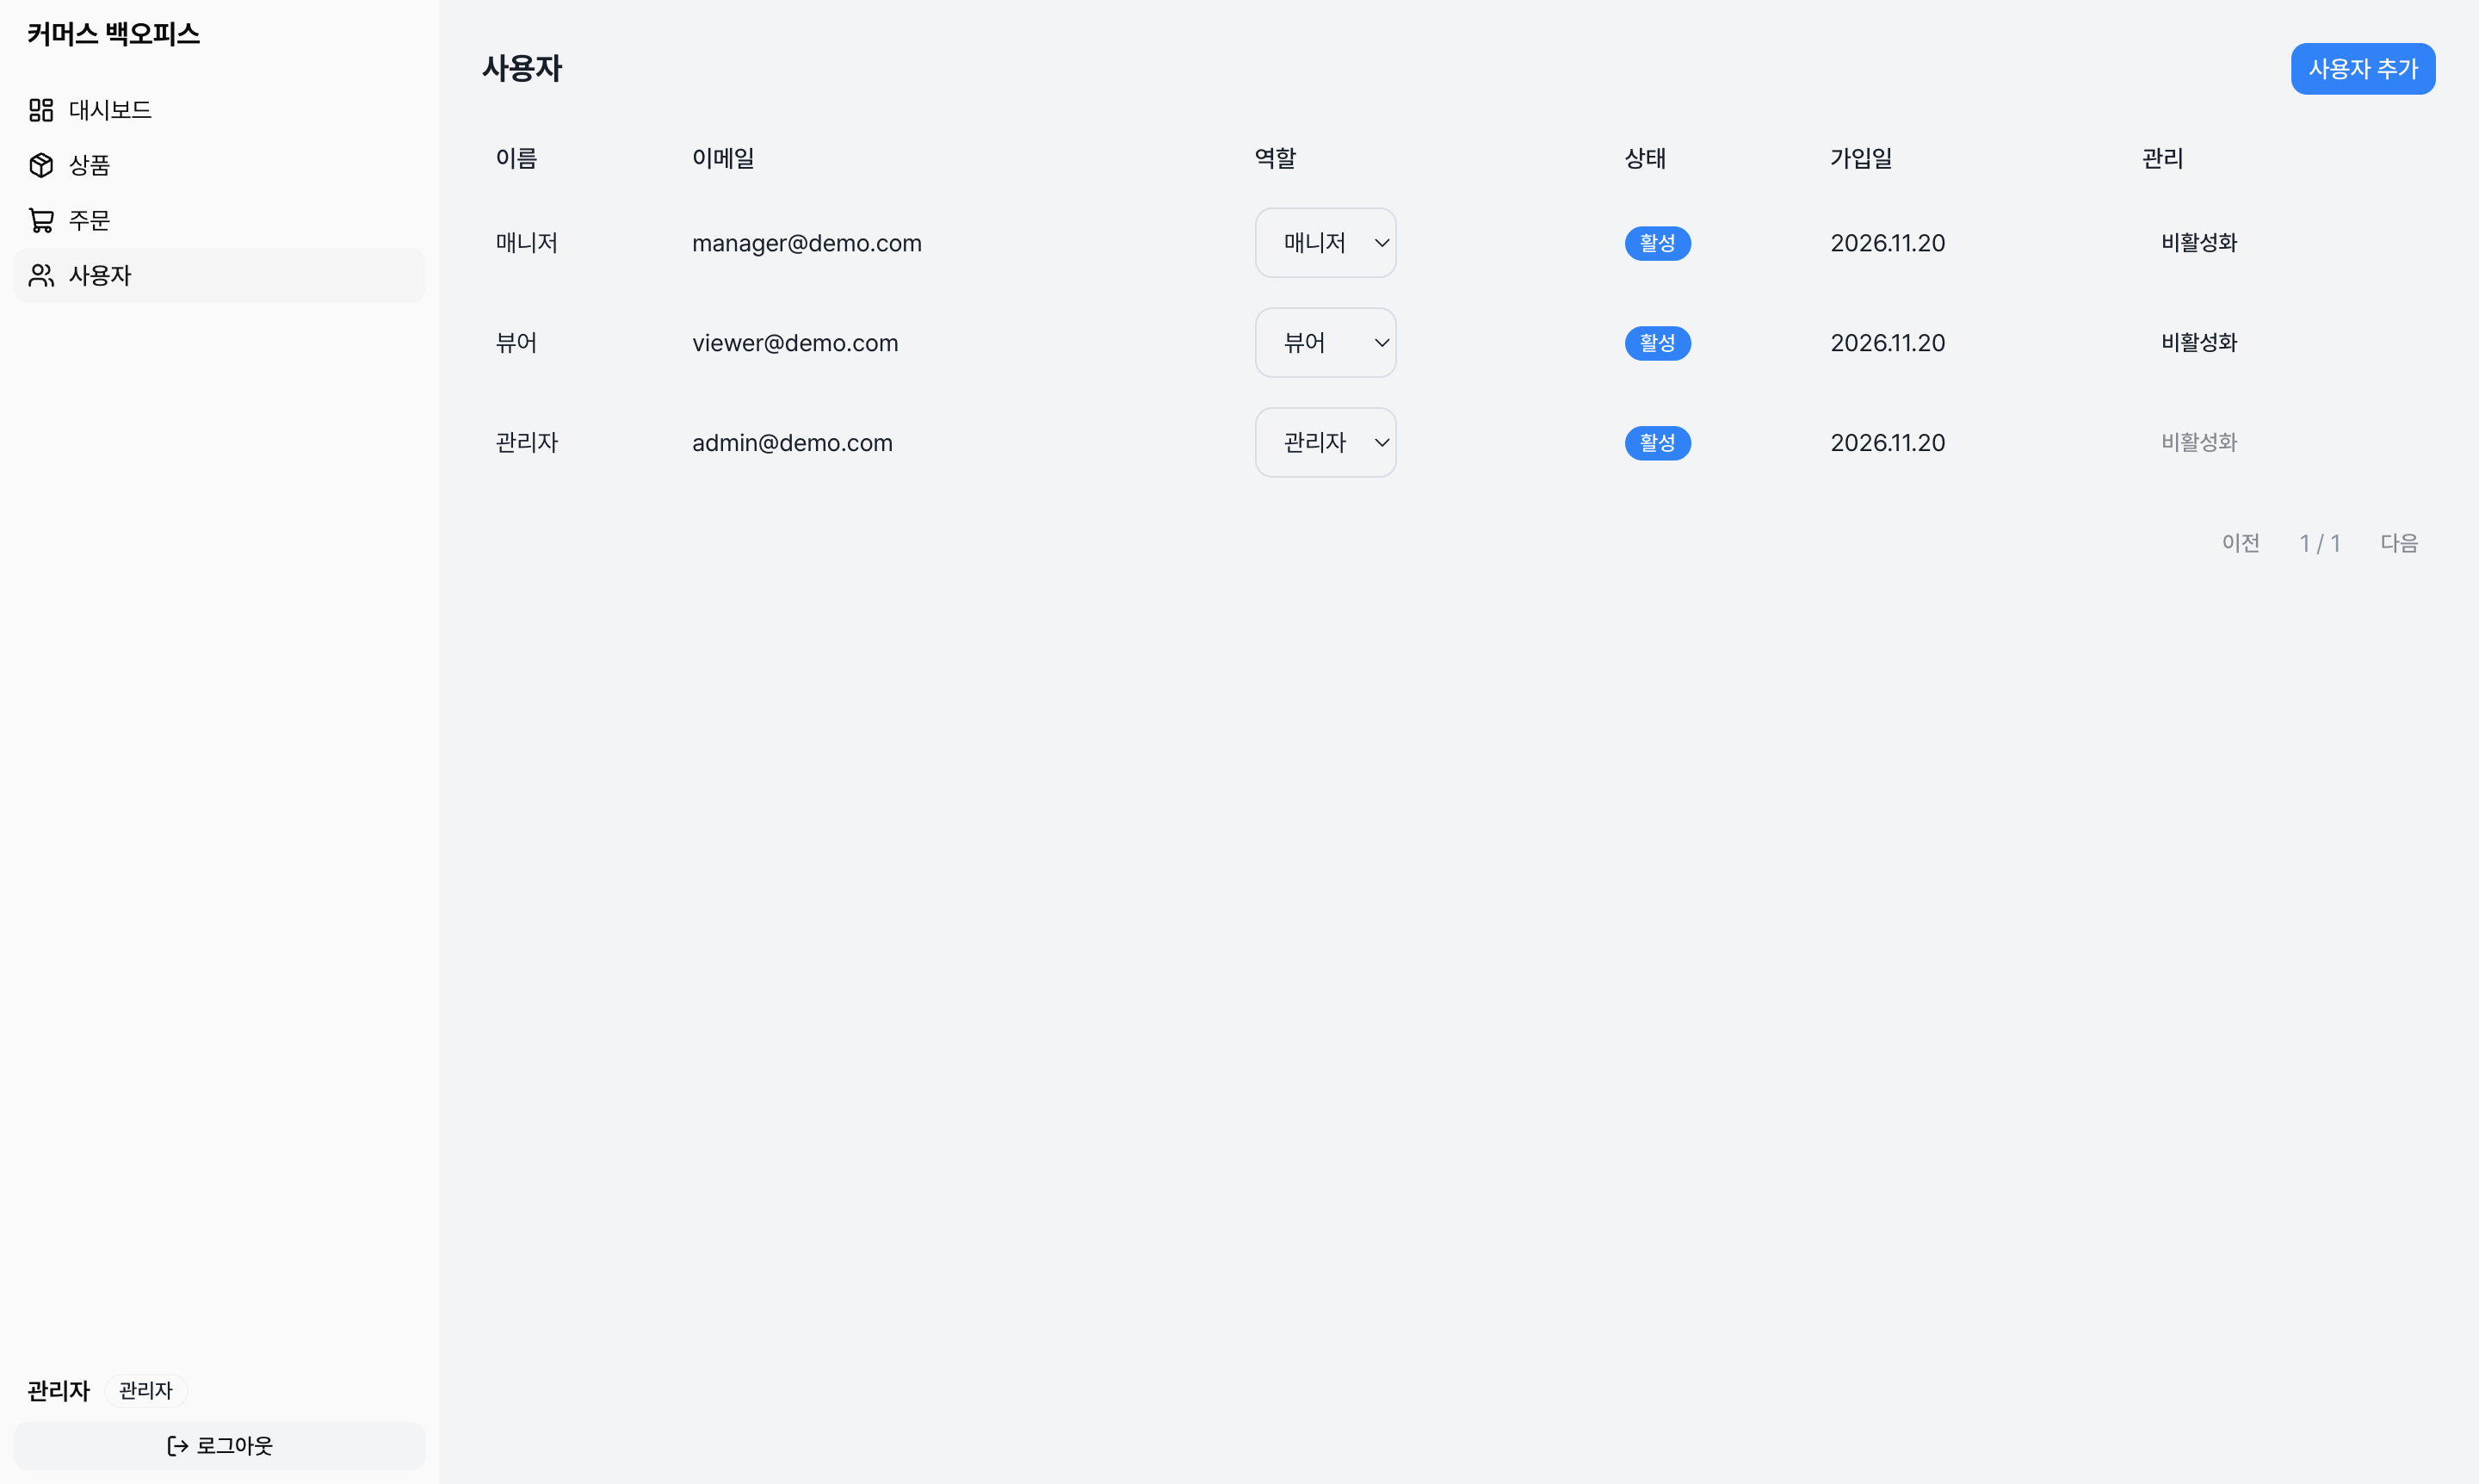 커머스 백오피스
대시보드
상품
주문
사용자
관리자 관리자
로그아웃
사용자
사용자 추가
이름 이메일 역할 상태 가입일 관리
매니저 manager@demo.com 매니저 활성 2026.11.20 비활성화
뷰어 viewer@demo.com 뷰어 활성 2026.11.20 비활성화
관리자 admin@demo.com 관리자 활성 2026.11.20 비활성화
이전 1 / 1 다음